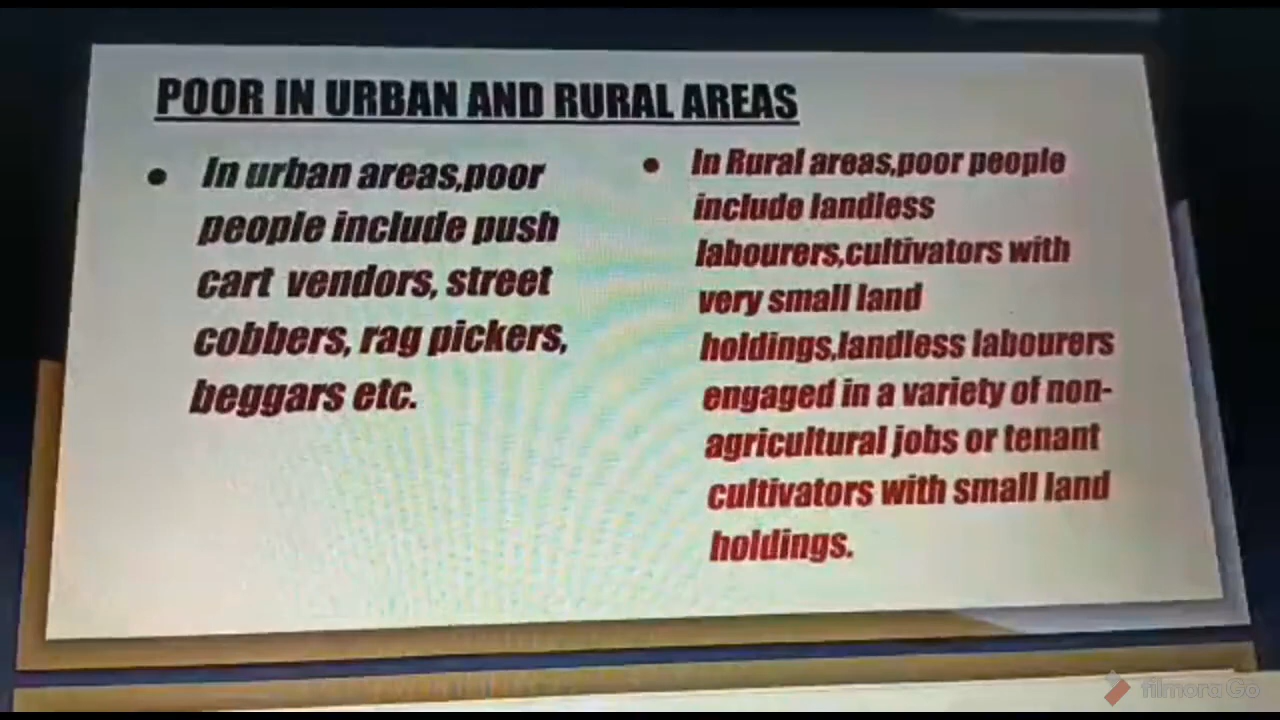 POOR IN URBAN AND RURAL AREAS
• In urban areas,poor
people include push
cart vendors, street
cobbers, rag pickers,
beggars etc.
• In Rural areas,poor people
include landless
labourers,cultivators with
very small land
holdings,landless labourers
engaged in a variety of non-
agricultural jobs or tenant
cultivators with small land
holdings.
filmora Go